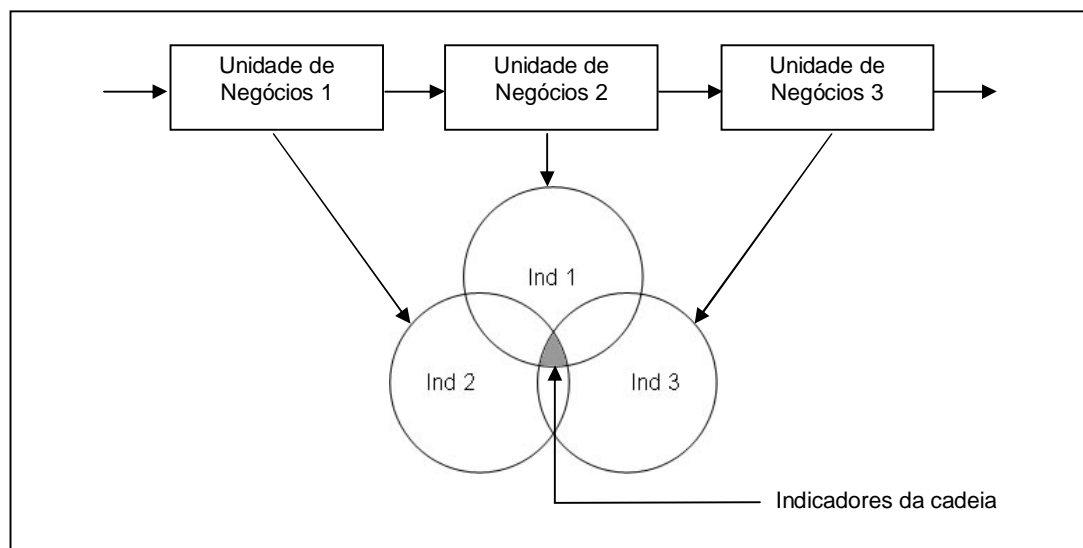 Unidade de
Negócios 1
Unidade de
Negócios 2
Unidade de
Negócios 3
Ind 1
Ind 2
Ind 3
Indicadores da cadeia